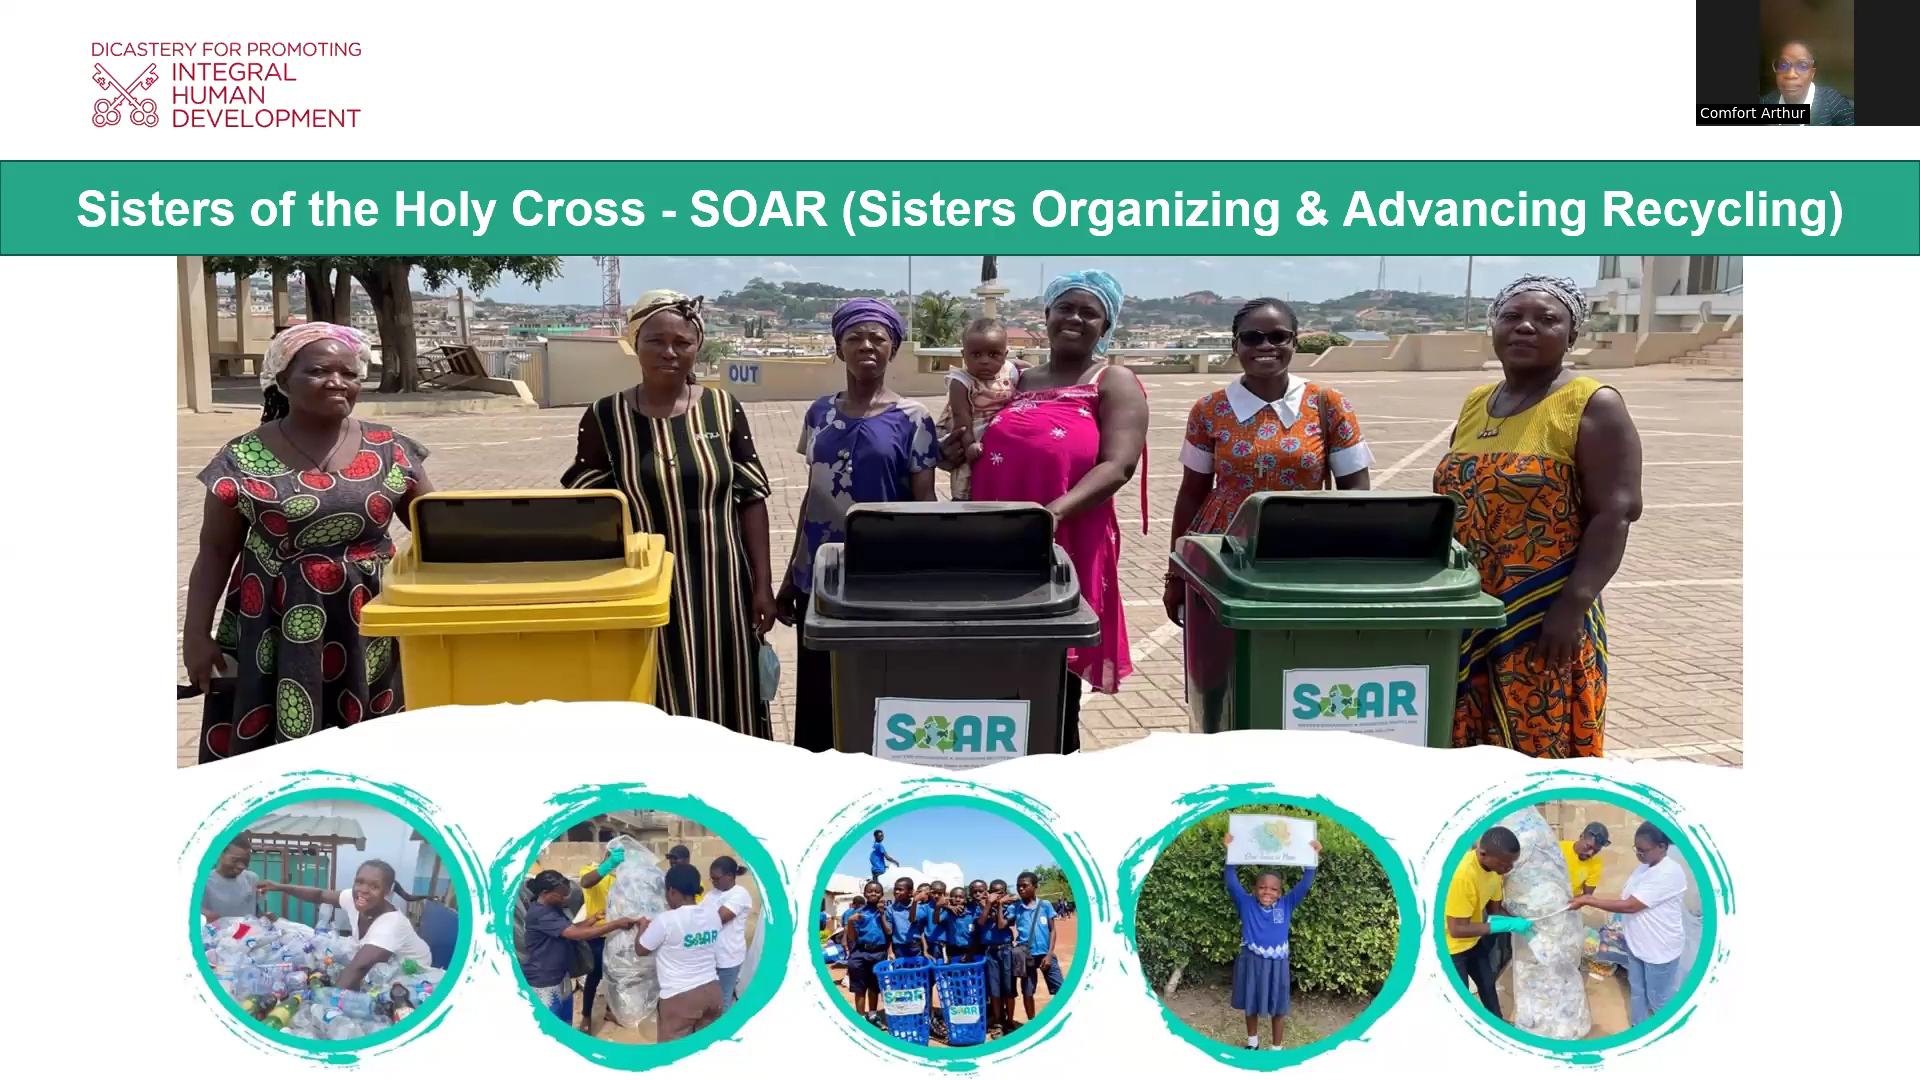 DICASTERY FOR PROMOTING
INTEGRAL
HUMAN
DEVELOPMENT
Comfort Arthur
Sisters of the Holy Cross - SOAR (Sisters Organizing & Advancing Recycling)
OUT
SOAR
SOAR
SOAR
SOAR
SOAR